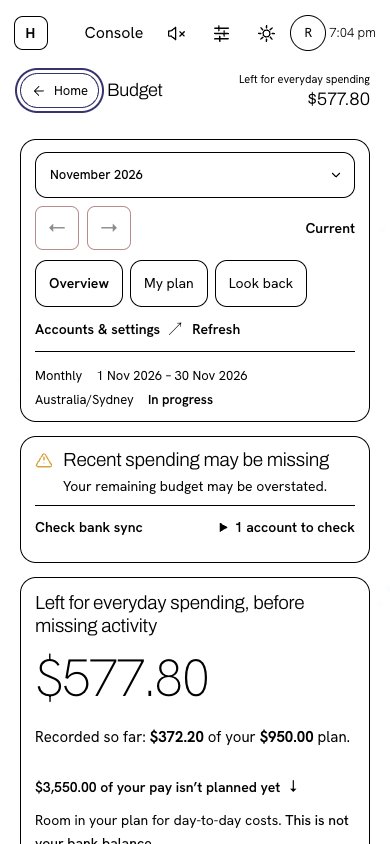 H
Console
R
7:04 pm
← Home
Budget
Left for everyday spending
$577.80
November 2026
← →
Current
Overview
My plan
Look back
Accounts & settings ↗ Refresh
Monthly 1 Nov 2026 – 30 Nov 2026
Australia/Sydney In progress
Recent spending may be missing
Your remaining budget may be overstated.
Check bank sync
▶ 1 account to check
Left for everyday spending, before
missing activity
$577.80
Recorded so far: $372.20 of your $950.00 plan.
$3,550.00 of your pay isn’t planned yet ↓
Room in your plan for day-to-day costs. This is not
your bank balance.